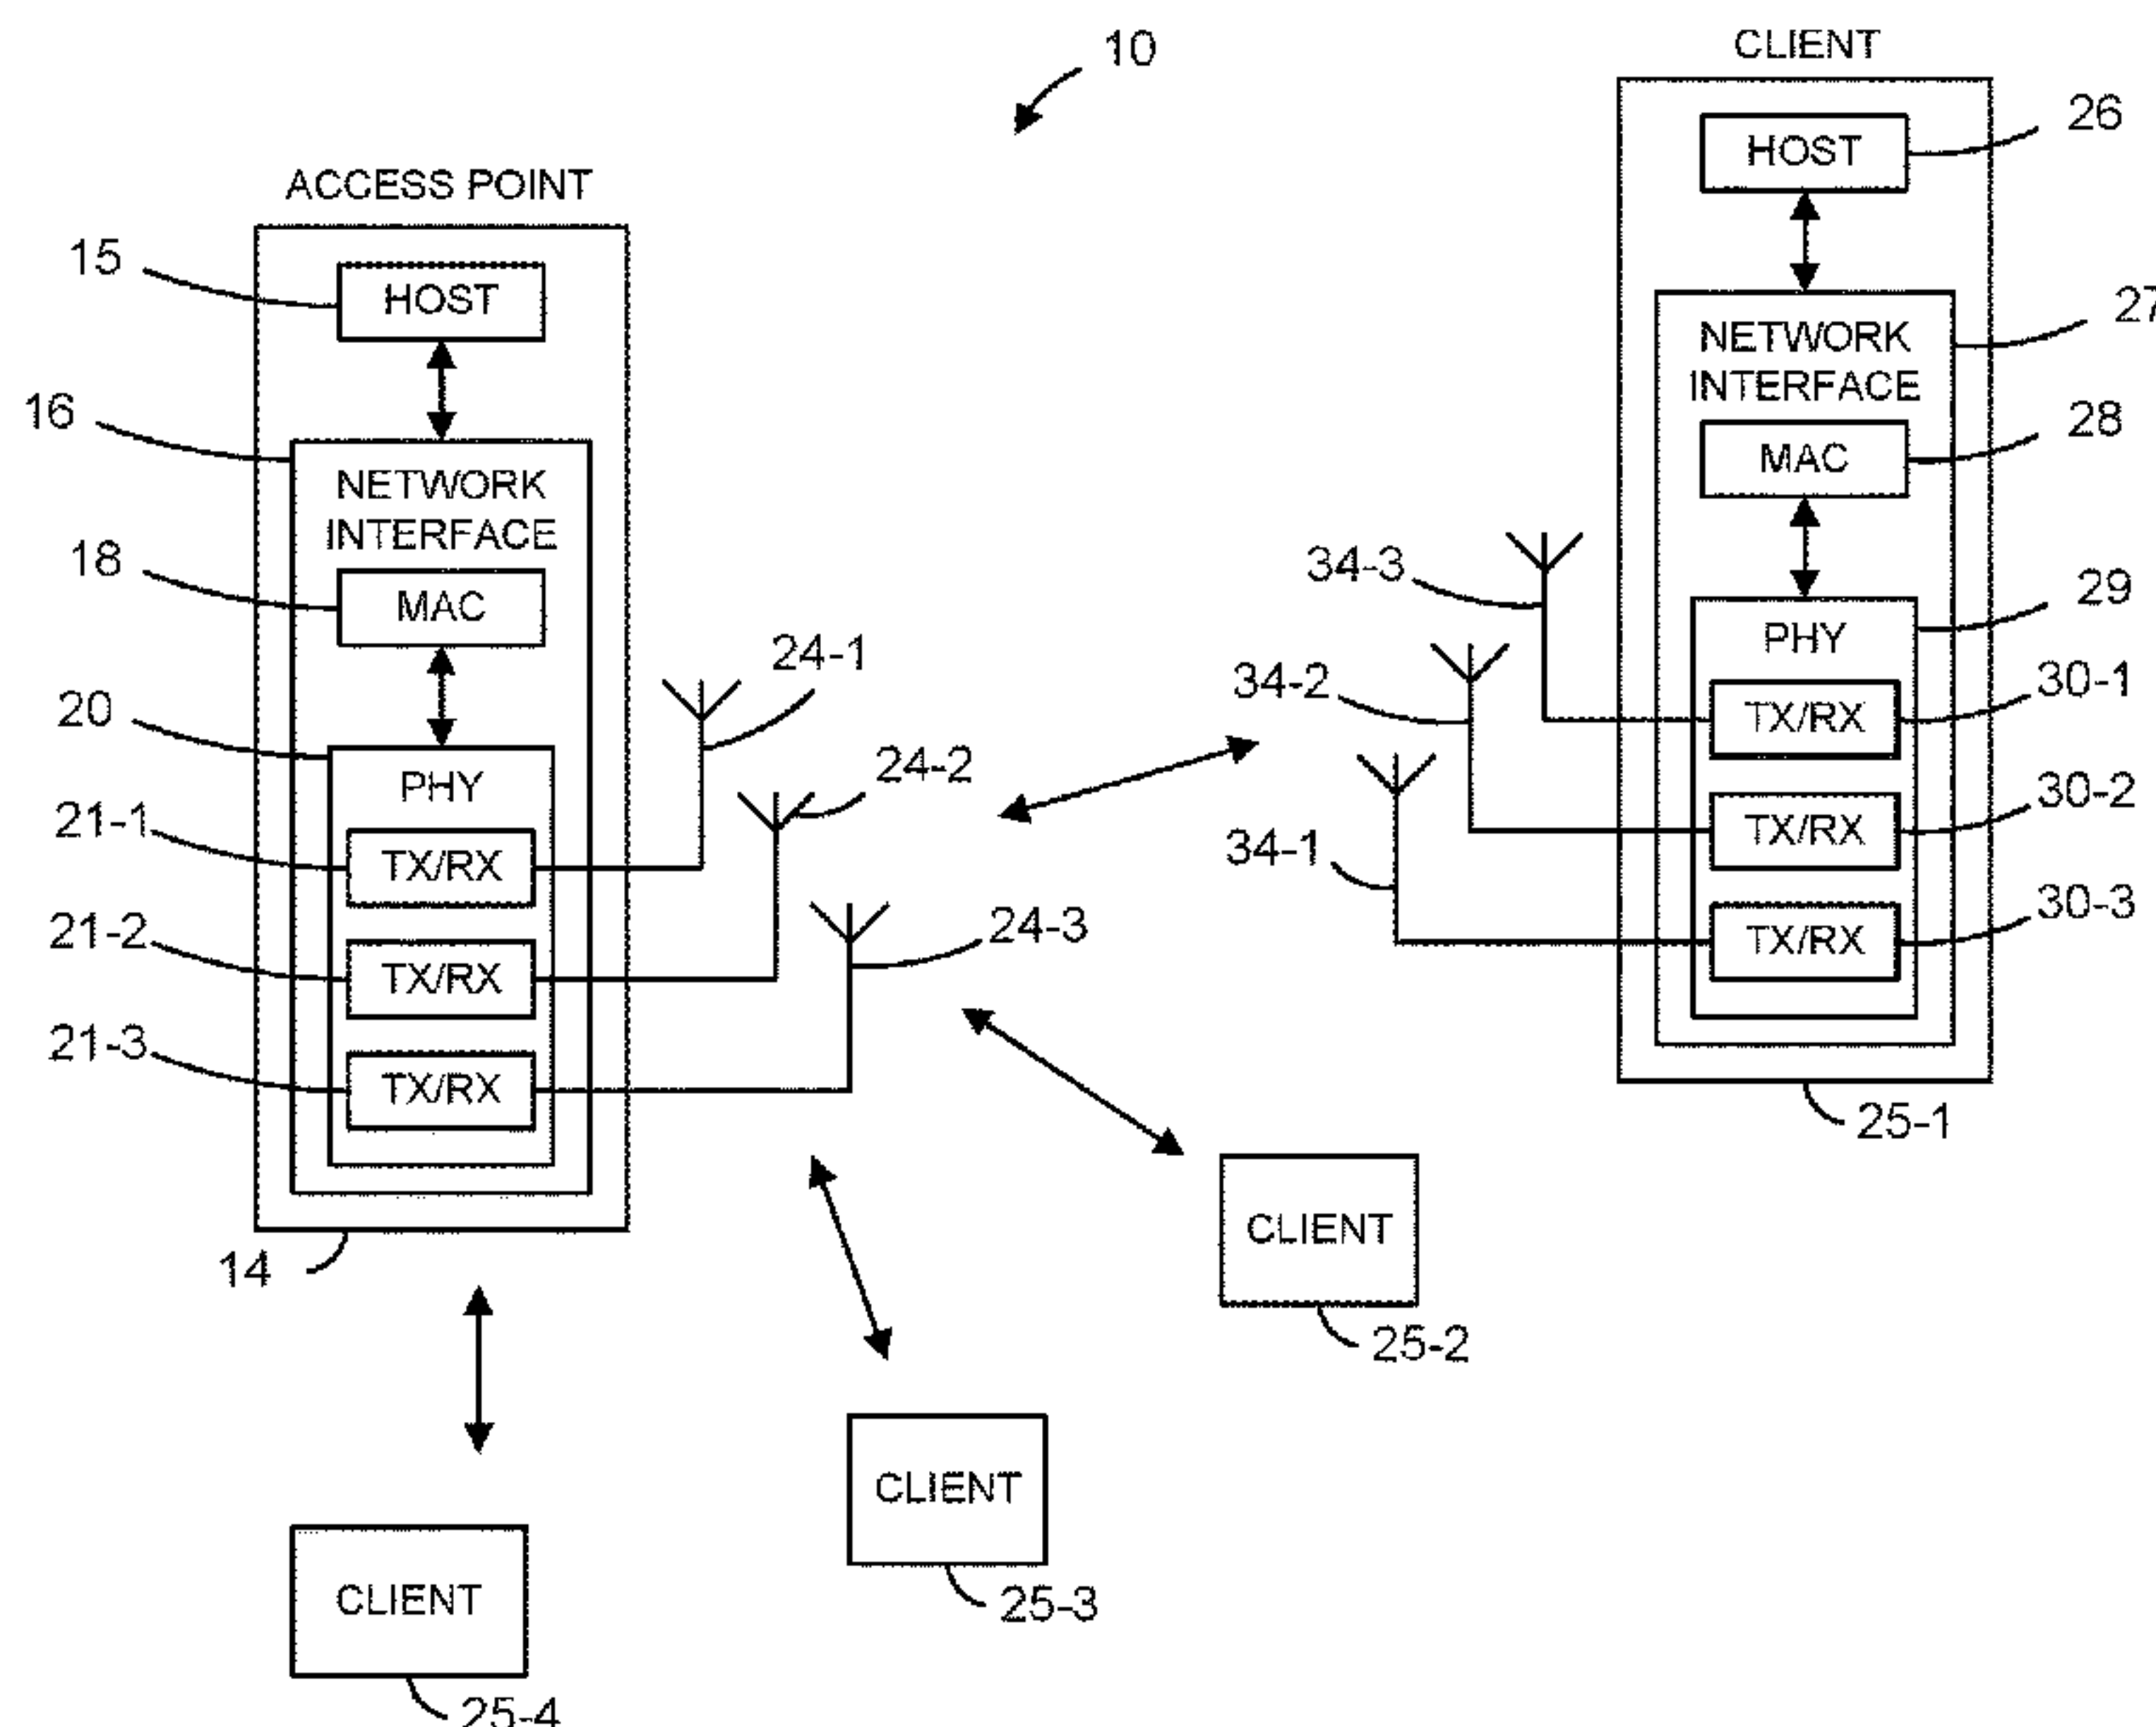 10
CLIENT
26
HOST
ACCESS POINT
15
HOST
27
NETWORK
INTERFACE
16
28
MAC
NETWORK
INTERFACE
18
MAC
34-3
29
PHY
24-1
34-2
30-1
TX/RX
20
PHY
24-2
30-2
TX/RX
21-1
TX/RX
34-1
30-3
TX/RX
21-2
TX/RX
24-3
21-3
TX/RX
25-1
14
CLIENT
25-2
CLIENT
25-3
CLIENT
25-4